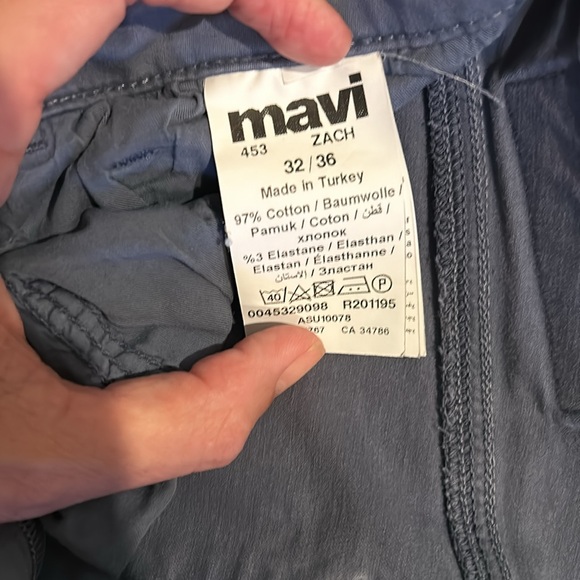 mavi
453 ZACH
32/36
Made in Turkey
97% Cotton / Baumwolle /
Pamuk / Coton / قطن /
хлопок
%3 Elastane / Elasthan /
Elastan / Élasthanne /
الاستان / Эластан
40 P
0045329098 R201195
ASU10078
CA 34786